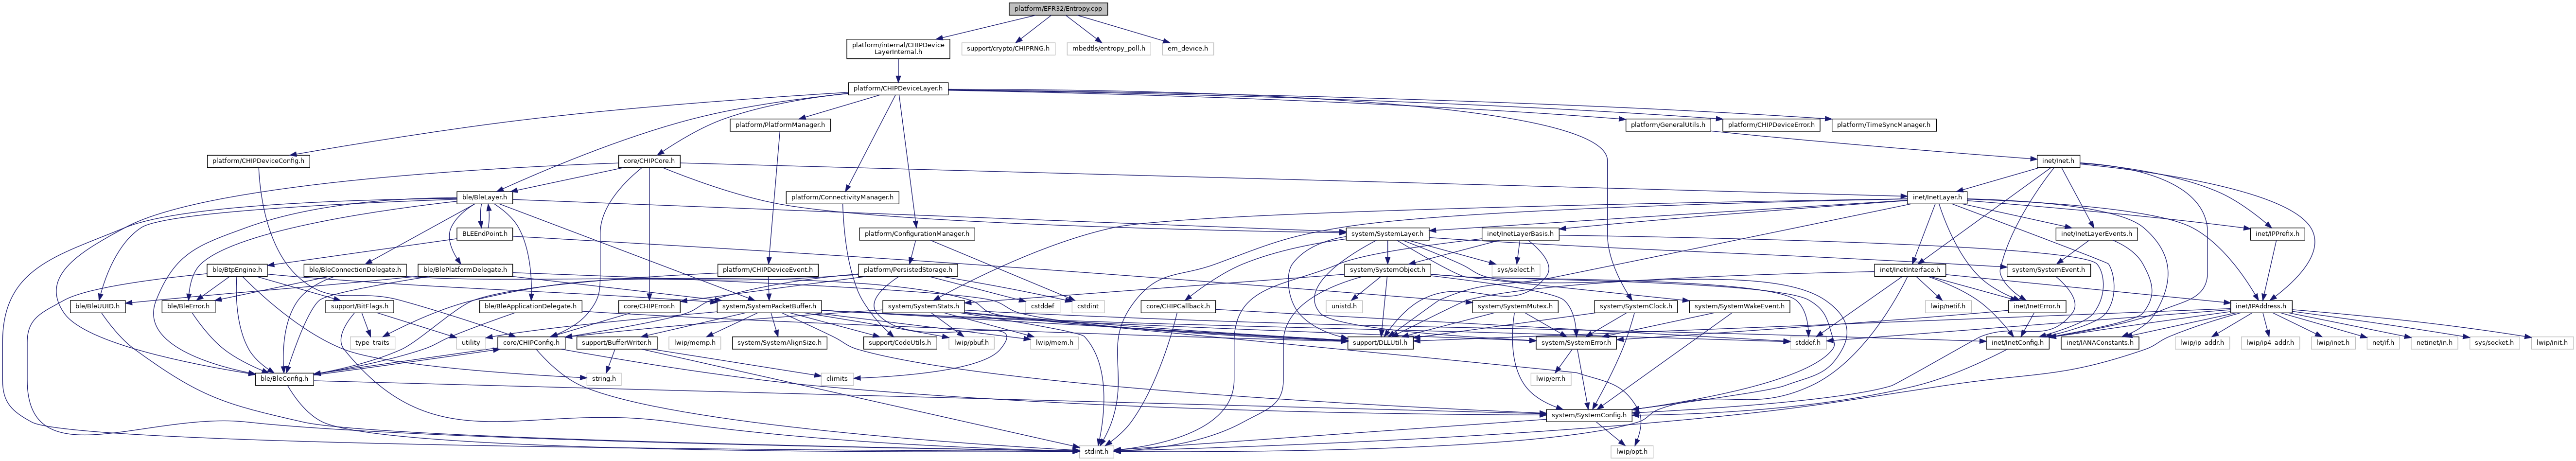 platform/EFR32/Entropy.cpp
platform/internal/CHIPDevice
LayerInternal.h
support/crypto/CHIPRNG.h
mbedtls/entropy_poll.h
em_device.h
platform/CHIPDeviceLayer.h
platform/PlatformManager.h
platform/GeneralUtils.h
platform/CHIPDeviceError.h
platform/TimeSyncManager.h
platform/CHIPDeviceConfig.h
core/CHIPCore.h
inet/Inet.h
ble/BleLayer.h
platform/ConnectivityManager.h
inet/InetLayer.h
BLEEndPoint.h
platform/ConfigurationManager.h
system/SystemLayer.h
inet/InetLayerBasis.h
inet/InetLayerEvents.h
inet/IPPrefix.h
ble/BtpEngine.h
ble/BleConnectionDelegate.h
ble/BlePlatformDelegate.h
platform/CHIPDeviceEvent.h
platform/PersistedStorage.h
system/SystemObject.h
sys/select.h
inet/InetInterface.h
system/SystemEvent.h
ble/BleUUID.h
ble/BleError.h
support/BitFlags.h
ble/BleApplicationDelegate.h
core/CHIPError.h
system/SystemPacketBuffer.h
system/SystemStats.h
cstddef
cstdint
core/CHIPCallback.h
unistd.h
system/SystemMutex.h
system/SystemClock.h
system/SystemWakeEvent.h
lwip/netif.h
inet/InetError.h
inet/IPAddress.h
type_traits
utility
core/CHIPConfig.h
support/BufferWriter.h
lwip/memp.h
system/SystemAlignSize.h
support/CodeUtils.h
lwip/pbuf.h
lwip/mem.h
support/DLLUtil.h
system/SystemError.h
stddef.h
inet/InetConfig.h
inet/IANAConstants.h
lwip/ip_addr.h
lwip/ip4_addr.h
lwip/inet.h
net/if.h
netinet/in.h
sys/socket.h
lwip/init.h
ble/BleConfig.h
string.h
climits
lwip/err.h
system/SystemConfig.h
stdint.h
lwip/opt.h